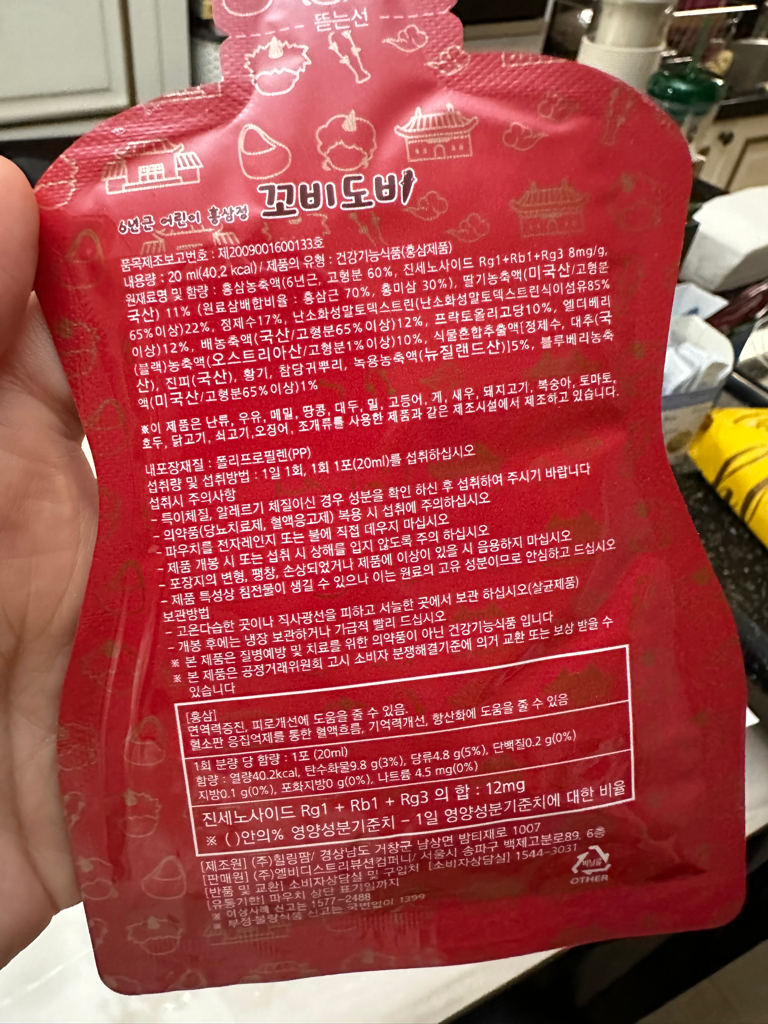 뜯는선
6년근 어린이 홍삼정 꼬비도바
품목제조보고번호 : 제2009001600133호
내용량 : 20 ml(40.2 kcal) / 제품의 유형 : 건강기능식품(홍삼제품)
원재료명 및 함량 : 홍삼농축액(6년근, 고형분 60%, 진세노사이드 Rg1+Rb1+Rg3 8mg/g,
국산) 11% (원료삼배합비율 : 홍삼근 70%, 홍미삼 30%), 딸기농축액(미국산/고형분
65%이상)22%, 정제수17%, 난소화성말토덱스트린(난소화성말토덱스트린식이섬유85%
이상)12%, 배농축액(국산/고형분65%이상)12%, 프락토올리고당10%, 엘더베리
(블랙)농축액(오스트리아산/고형분1%이상)10%, 식물혼합추출액[정제수, 대추(국
산), 진피(국산), 황기, 참당귀뿌리, 녹용농축액(뉴질랜드산)]5%, 블루베리농축
액(미국산/고형분65%이상)1%
※이 제품은 난류, 우유, 메밀, 땅콩, 대두, 밀, 고등어, 게, 새우, 돼지고기, 복숭아, 토마토,
호두, 닭고기, 쇠고기,오징어, 조개류를 사용한 제품과 같은 제조시설에서 제조하고 있습니다.
내포장재질 : 폴리프로필렌(PP)
섭취량 및 섭취방법 : 1일 1회, 1회 1포(20ml)를 섭취하십시오
섭취시 주의사항
– 특이체질, 알레르기 체질이신 경우 성분을 확인 하신 후 섭취하여 주시기 바랍니다
– 의약품(당뇨치료제, 혈액응고제) 복용 시 섭취에 주의하십시오
– 파우치를 전자레인지 또는 불에 직접 데우지 마십시오
– 제품 개봉 시 또는 섭취 시 상해를 입지 않도록 주의 하십시오
– 포장지의 변형, 팽창, 손상되었거나 제품에 이상이 있을 시 음용하지 마십시오
– 제품 특성상 침전물이 생길 수 있으나 이는 원료의 고유 성분이므로 안심하고 드십시오
보관방법
– 고온다습한 곳이나 직사광선을 피하고 서늘한 곳에서 보관 하십시오(살균제품)
– 개봉 후에는 냉장 보관하거나 가급적 빨리 드십시오
※ 본 제품은 질병예방 및 치료를 위한 의약품이 아닌 건강기능식품 입니다
※ 본 제품은 공정거래위원회 고시 소비자 분쟁해결기준에 의거 교환 또는 보상 받을 수
있습니다
[홍삼]
면역력증진, 피로개선에 도움을 줄 수 있음.
혈소판 응집억제를 통한 혈액흐름, 기억력개선, 항산화에 도움을 줄 수 있음
1회 분량 당 함량 : 1포 (20ml)
함량 : 열량40.2kcal, 탄수화물9.8 g(3%), 당류4.8 g(5%), 단백질0.2 g(0%)
지방0.1 g(0%), 포화지방0 g(0%), 나트륨 4.5 mg(0%)
진세노사이드 Rg1 + Rb1 + Rg3 의 합 : 12mg
※ ( )안의% 영양성분기준치 – 1일 영양성분기준치에 대한 비율
[제조원] (주)힐링팜/ 경상남도 거창군 남상면 밤티재로 1007
[판매원] (주)엘비디스트리뷰션컴퍼니/ 서울시 송파구 백제고분로89, 6층
[반품 및 교환] 소비자상담실 및 구입처 [소비자상담실] 1544–3031
[유통기한] 파우치 상단 표기일까지
※ 이상사례 신고는 1577–2488
※ 부정·불량식품 신고는 국번없이 1399
비닐류
OTHER